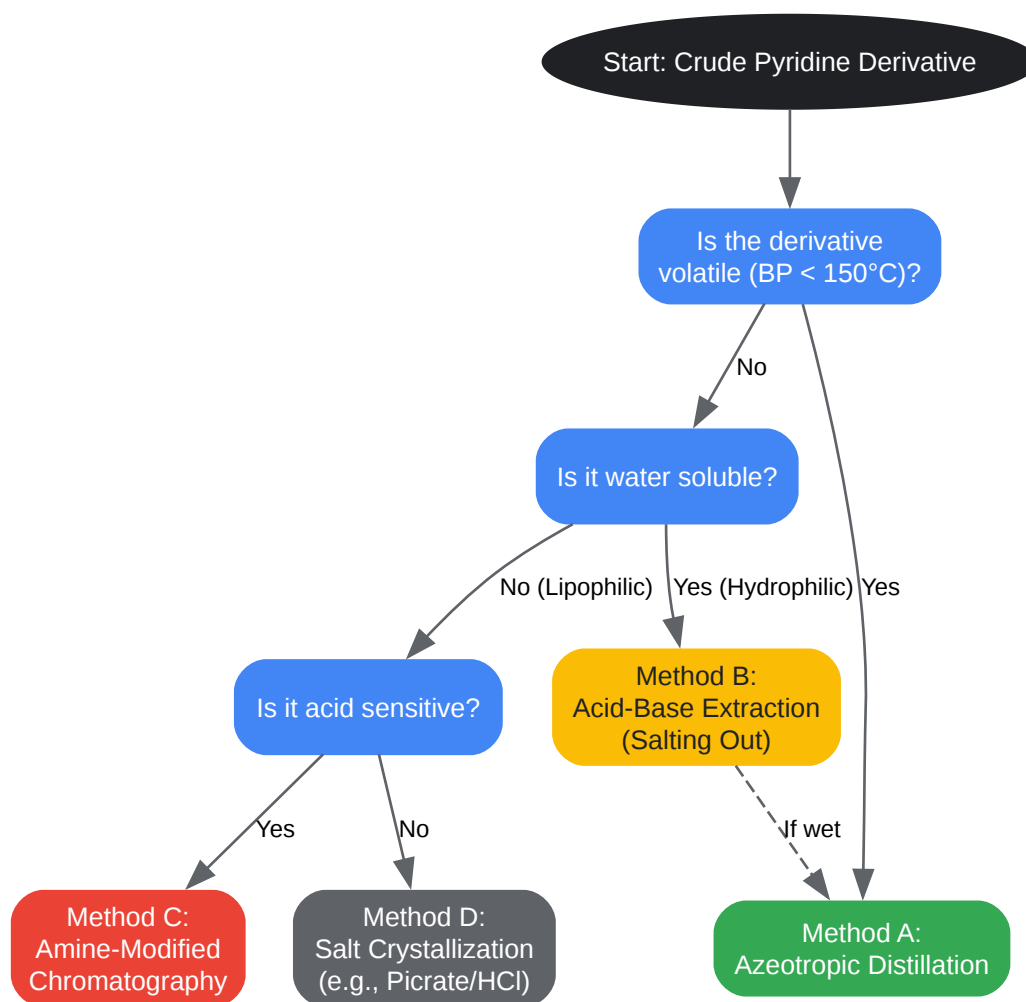 Start: Crude Pyridine Derivative
Is the derivative
volatile (BP < 150°C)?
No
Is it water soluble?
No (Lipophilic)
Yes (Hydrophilic)
Yes
Is it acid sensitive?
Method B:
Acid-Base Extraction
(Salting Out)
Yes
No
If wet
Method C:
Amine-Modified
Chromatography
Method D:
Salt Crystallization
(e.g., Picrate/HCl)
Method A:
Azeotropic Distillation